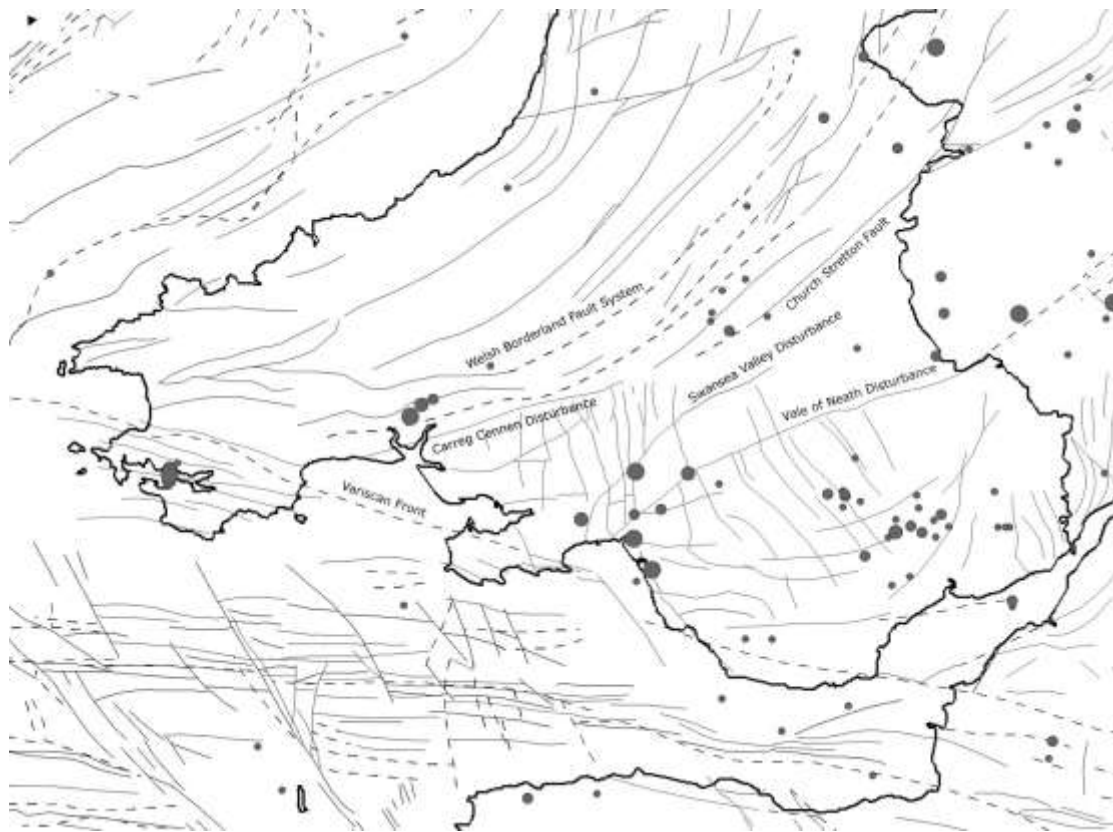 Church Stretton Fault
Welsh Borderland Fault System
Swansea Valley Disturbance
Vale of Neath Disturbance
Carreg Cennen Disturbance
Variscan Front